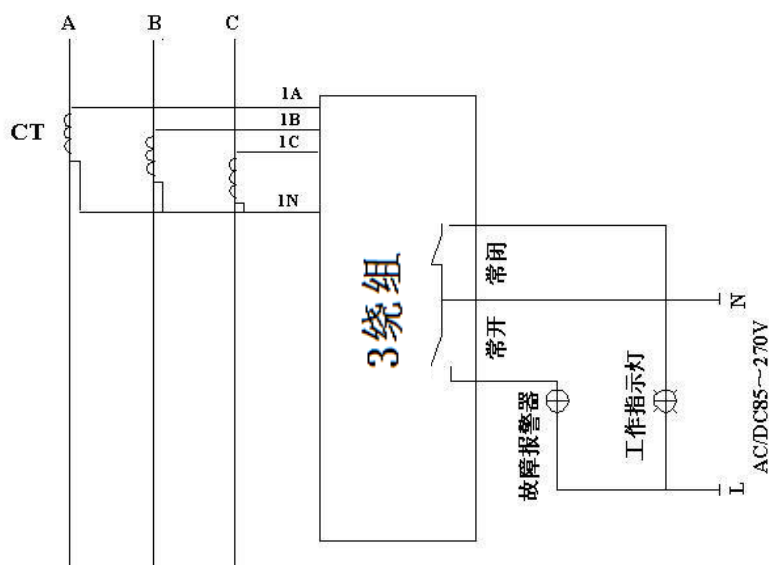 A B C
CT
1A
1B
1C
1N
3绕组
常闭
常开
故障报警器
工作指示灯
N
L
AC/DC85～270V